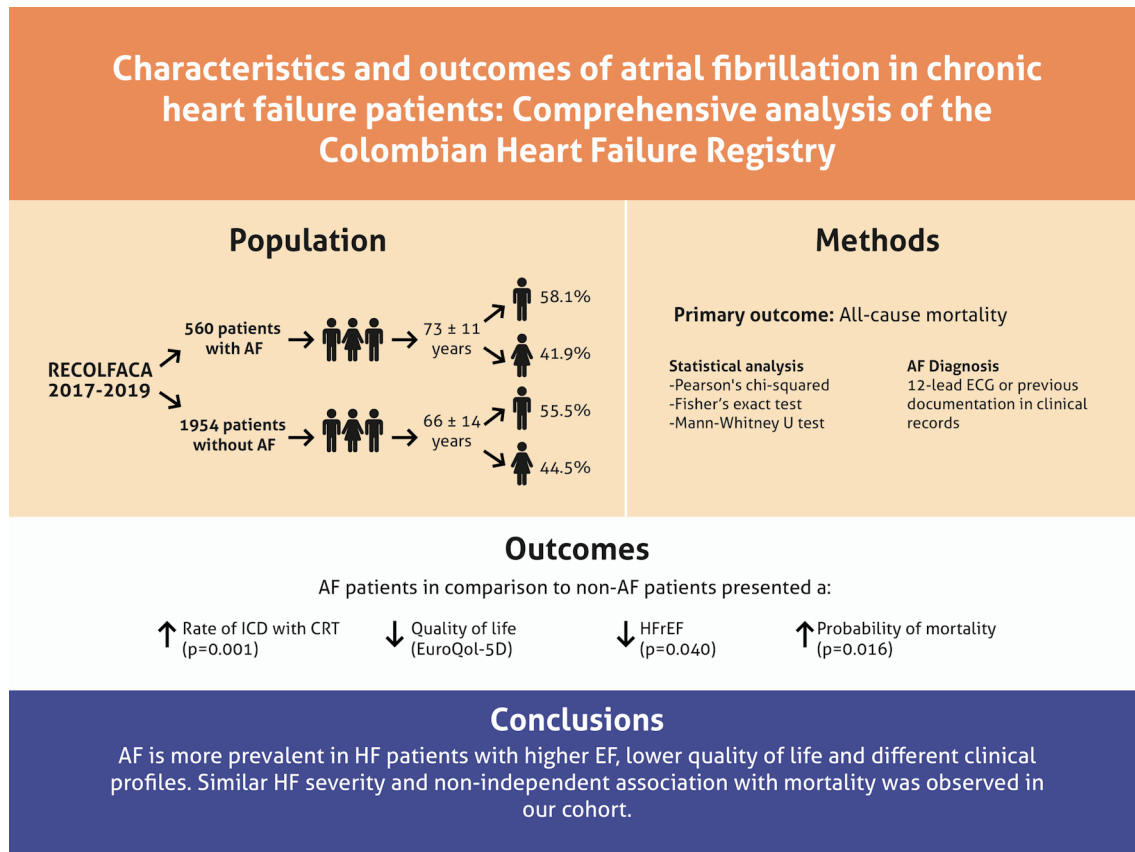 Characteristics and outcomes of atrial fibrillation in chronic
heart failure patients: Comprehensive analysis of the
Colombian Heart Failure Registry
Population
RECOLFACA
2017-2019
560 patients
with AF
73 ± 11
years
58.1%
41.9%
1954 patients
without AF
66 ± 14
years
55.5%
44.5%
Methods
Primary outcome: All-cause mortality
Statistical analysis
-Pearson's chi-squared
-Fisher’s exact test
-Mann-Whitney U test
AF Diagnosis
12-lead ECG or previous
documentation in clinical
records
Outcomes
AF patients in comparison to non-AF patients presented a:
↑ Rate of ICD with CRT
(p=0.001)
↓ Quality of life
(EuroQol-5D)
↓ HFrEF
(p=0.040)
↑ Probability of mortality
(p=0.016)
Conclusions
AF is more prevalent in HF patients with higher EF, lower quality of life and different clinical
profiles. Similar HF severity and non-independent association with mortality was observed in
our cohort.